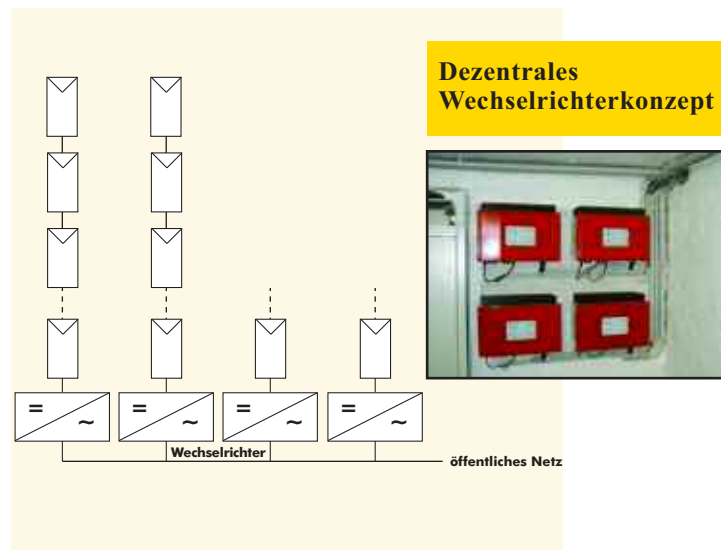 Dezentrales
Wechselrichterkonzept
= ~
= ~
= ~
= ~
Wechselrichter
öffentliches Netz